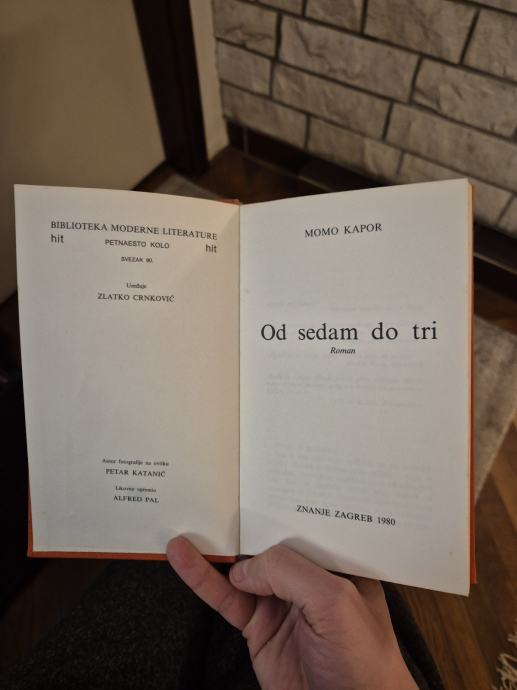 BIBLIOTEKA MODERNE LITERATURE
hit PETNAESTO KOLO hit
SVEZAK 90.
Uređuje
ZLATKO CRNKOVIĆ
Autor fotografije na ovitku
PETAR KATANIĆ
Likovna oprema
ALFRED PAL
MOMO KAPOR
Od sedam do tri
Roman
ZNANJE ZAGREB 1980